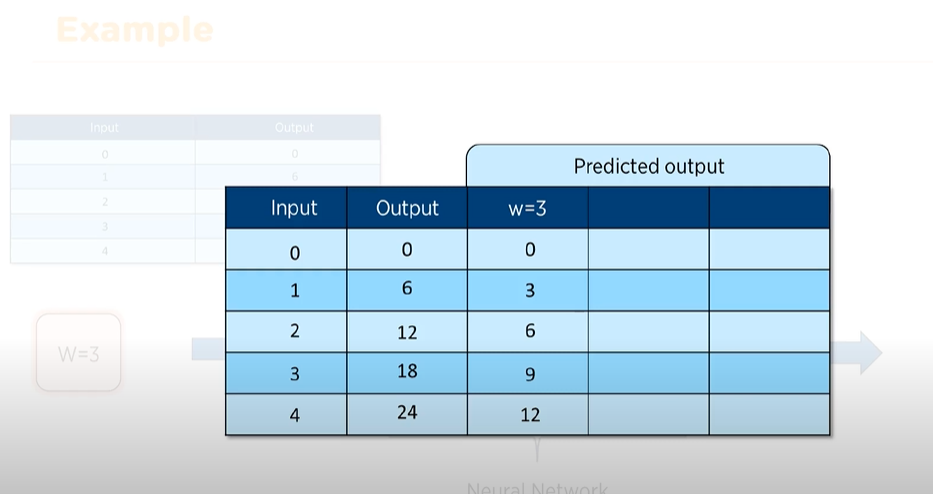 Example
Input Output
0 0
1 6
2
3
4
Predicted output
Input Output w=3
0 0 0
1 6 3
2 12 6
3 18 9
4 24 12
W=3
Neural Network